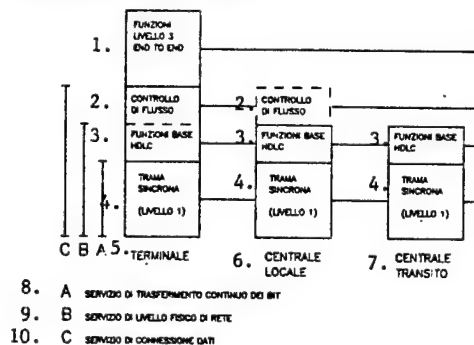 1. FUNZIONI
LIVELLO 3
END TO END
2. CONTROLLO
DI FLUSSO
2. CONTROLLO
DI FLUSSO
3. FUNZIONI BASE
HDLC
3. FUNZIONI BASE
HDLC
3. FUNZIONI BASE
HDLC
4. TRAMA
SINCRONA
(LIVELLO 1)
4. TRAMA
SINCRONA
(LIVELLO 1)
4. TRAMA
SINCRONA
(LIVELLO 1)
C B A 5. TERMINALE
6. CENTRALE
LOCALE
7. CENTRALE
TRANSITO
8. A SERVIZIO DI TRASFERIMENTO CONTINUO DEI BIT
9. B SERVIZIO DI LIVELLO FISICO DI RETE
10. C SERVIZIO DI CONNESSIONE DATI